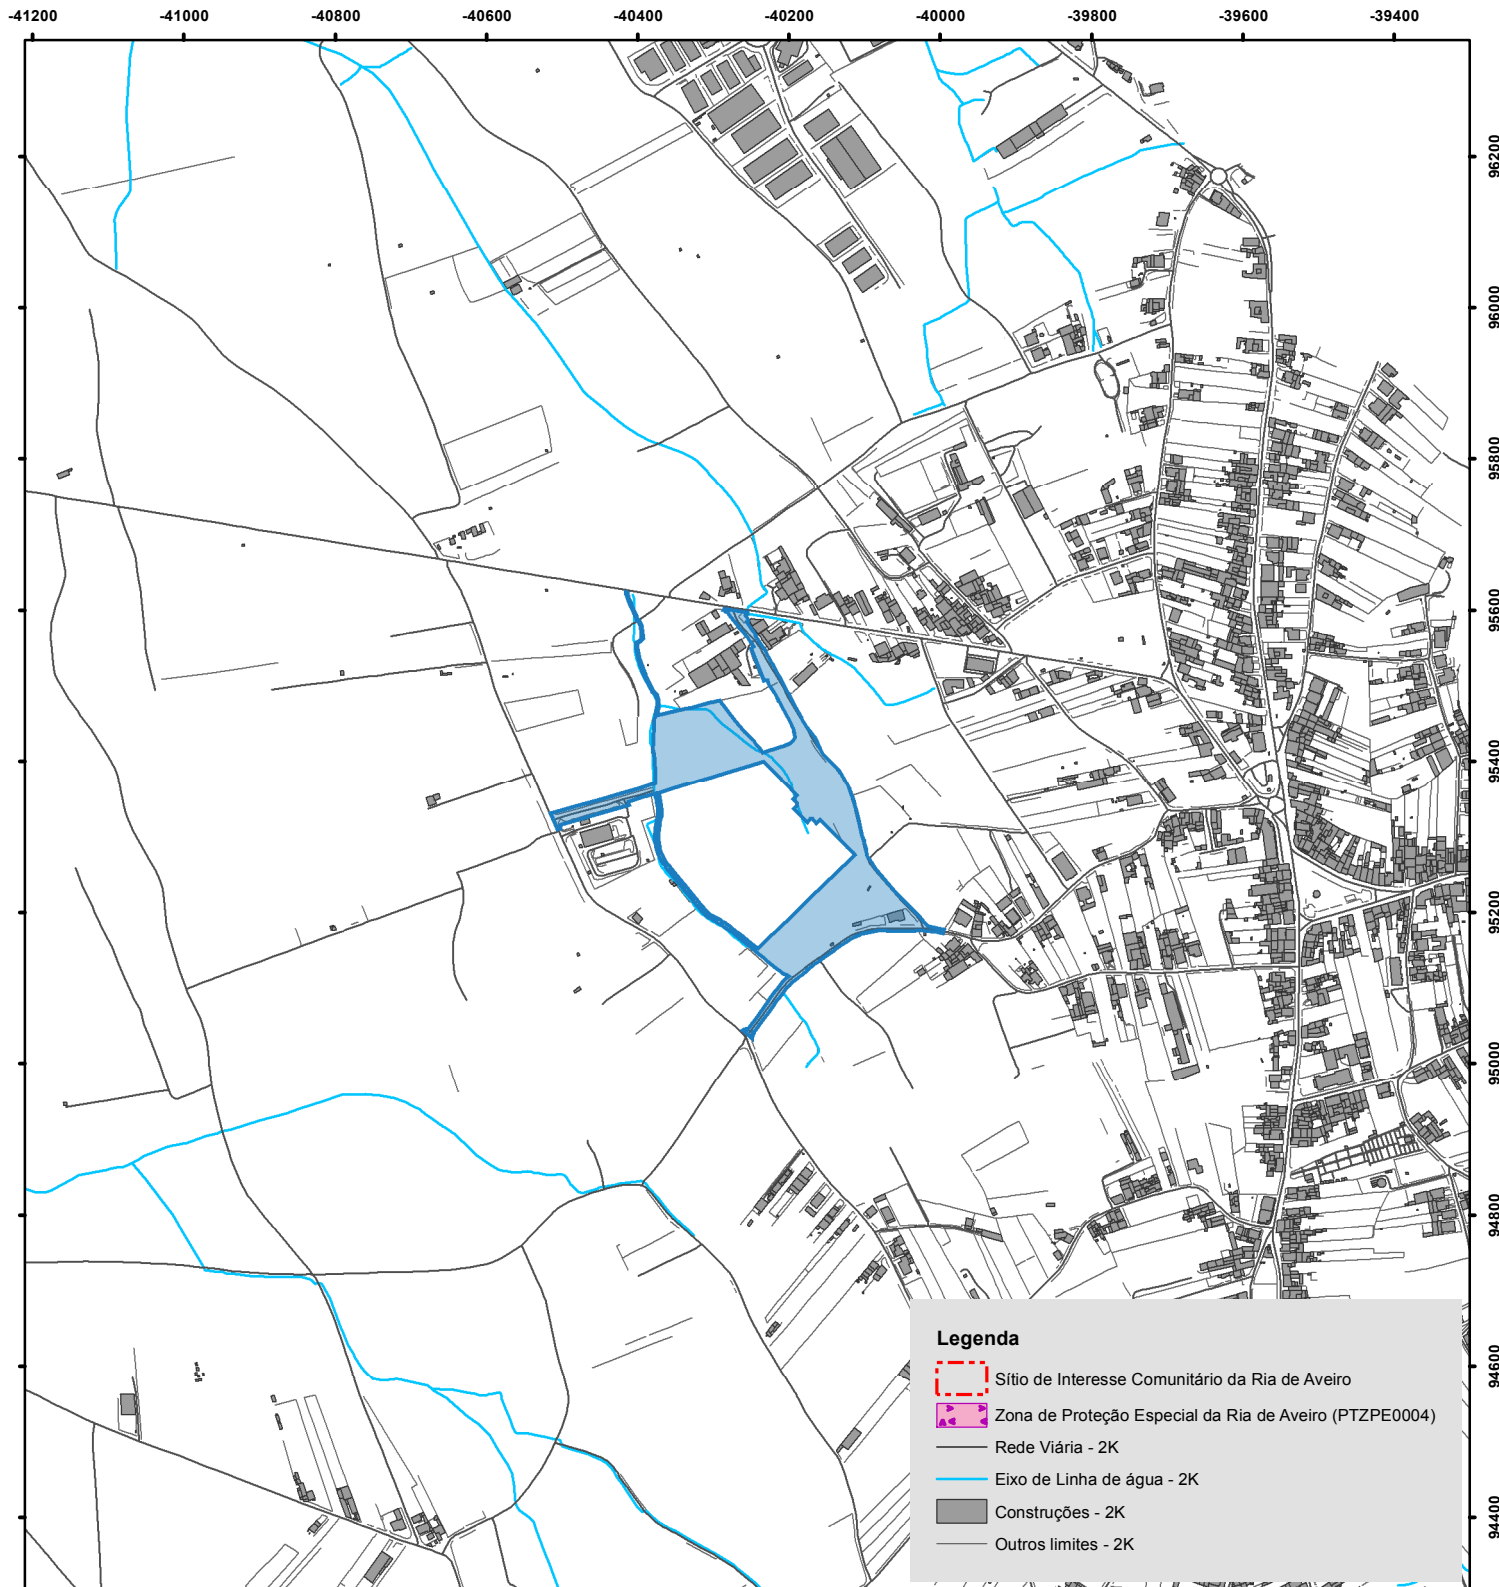 -41200 -41000 -40800 -40600 -40400 -40200 -40000 -39800 -39600 -39400
96200
96000
95800
95600
95400
95200
95000
94800
94600
94400
Legenda
Sítio de Interesse Comunitário da Ria de Aveiro
Zona de Proteção Especial da Ria de Aveiro (PTZPE0004)
Rede Viária - 2K
Eixo de Linha de água - 2K
Construções - 2K
Outros limites - 2K